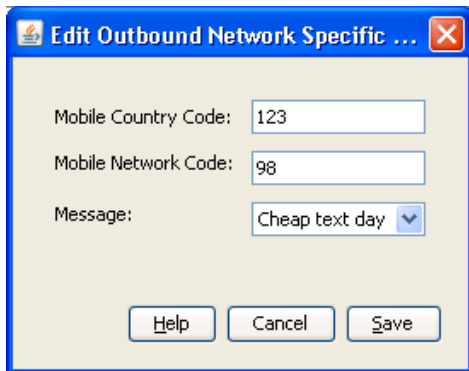 Edit Outbound Network Specific ...
Mobile Country Code: 123
Mobile Network Code: 98
Message: Cheap text day
Help Cancel Save